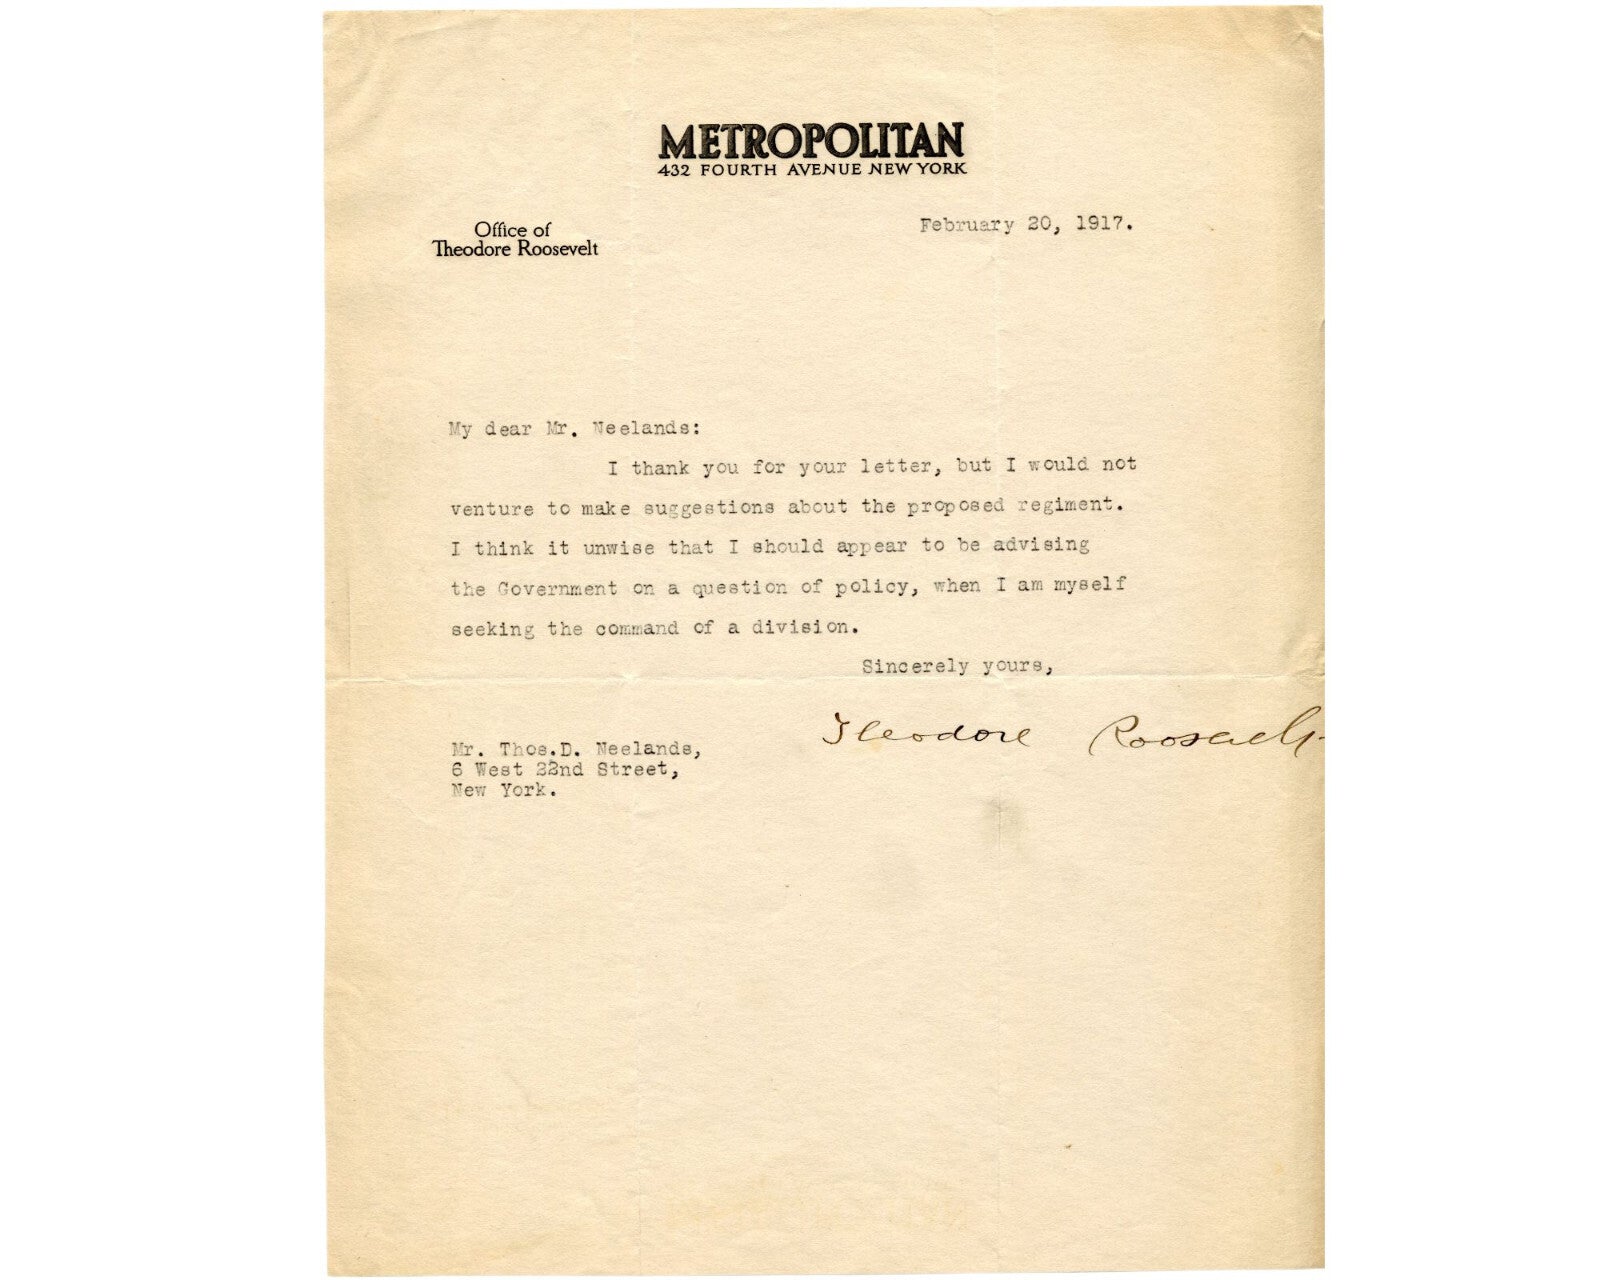 METROPOLITAN
432 FOURTH AVENUE NEW YORK
Office of
Theodore Roosevelt
February 20, 1917.
My dear Mr. Neelands:
I thank you for your letter, but I would not
venture to make suggestions about the proposed regiment.
I think it unwise that I should appear to be advising
the Government on a question of policy, when I am myself
seeking the command of a division.
Sincerely yours,
Theodore Roosevelt
Mr. Thos.D. Neelands,
6 West 22nd Street,
New York.